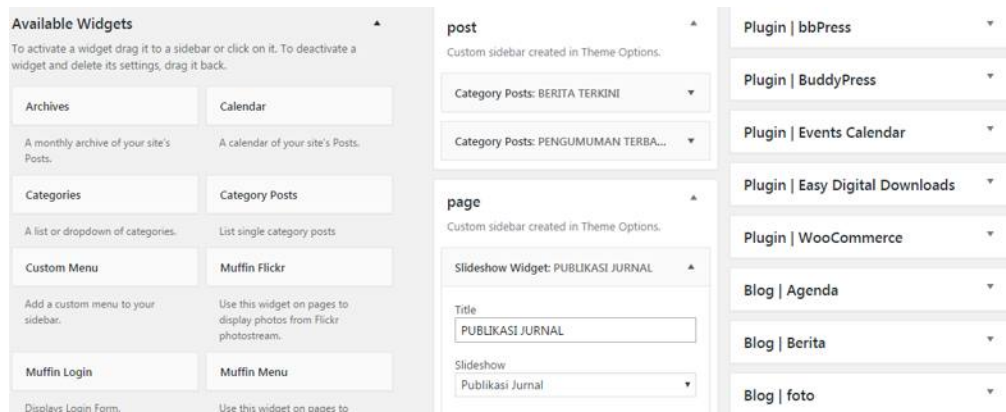 Available Widgets
To activate a widget drag it to a sidebar or click on it. To deactivate a
widget and delete its settings, drag it back.
Archives
A monthly archive of your site's
Posts.
Calendar
A calendar of your site's Posts.
Categories
A list or dropdown of categories.
Category Posts
List single category posts
Custom Menu
Add a custom menu to your
sidebar.
Muffin Flickr
Use this widget on pages to
display photos from Flickr
photostream.
Muffin Login
Displays Login Form.
Muffin Menu
Use this widget on pages to
post
Custom sidebar created in Theme Options.
Category Posts: BERITA TERKINI
Category Posts: PENGUMUMAN TERBA...
page
Custom sidebar created in Theme Options.
Slideshow Widget: PUBLIKASI JURNAL
Title
PUBLIKASI JURNAL
Slideshow
Publikasi Jurnal
Plugin | bbPress
Plugin | BuddyPress
Plugin | Events Calendar
Plugin | Easy Digital Downloads
Plugin | WooCommerce
Blog | Agenda
Blog | Berita
Blog | foto